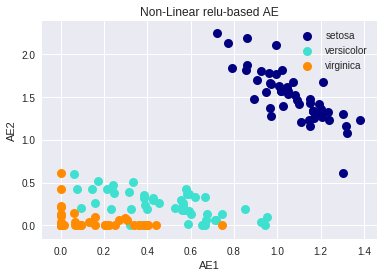 Non-Linear relu-based AE
setosa
versicolor
virginica
AE2
2.0
1.5
1.0
0.5
0.0
0.0 0.2 0.4 0.6 0.8 1.0 1.2 1.4
AE1